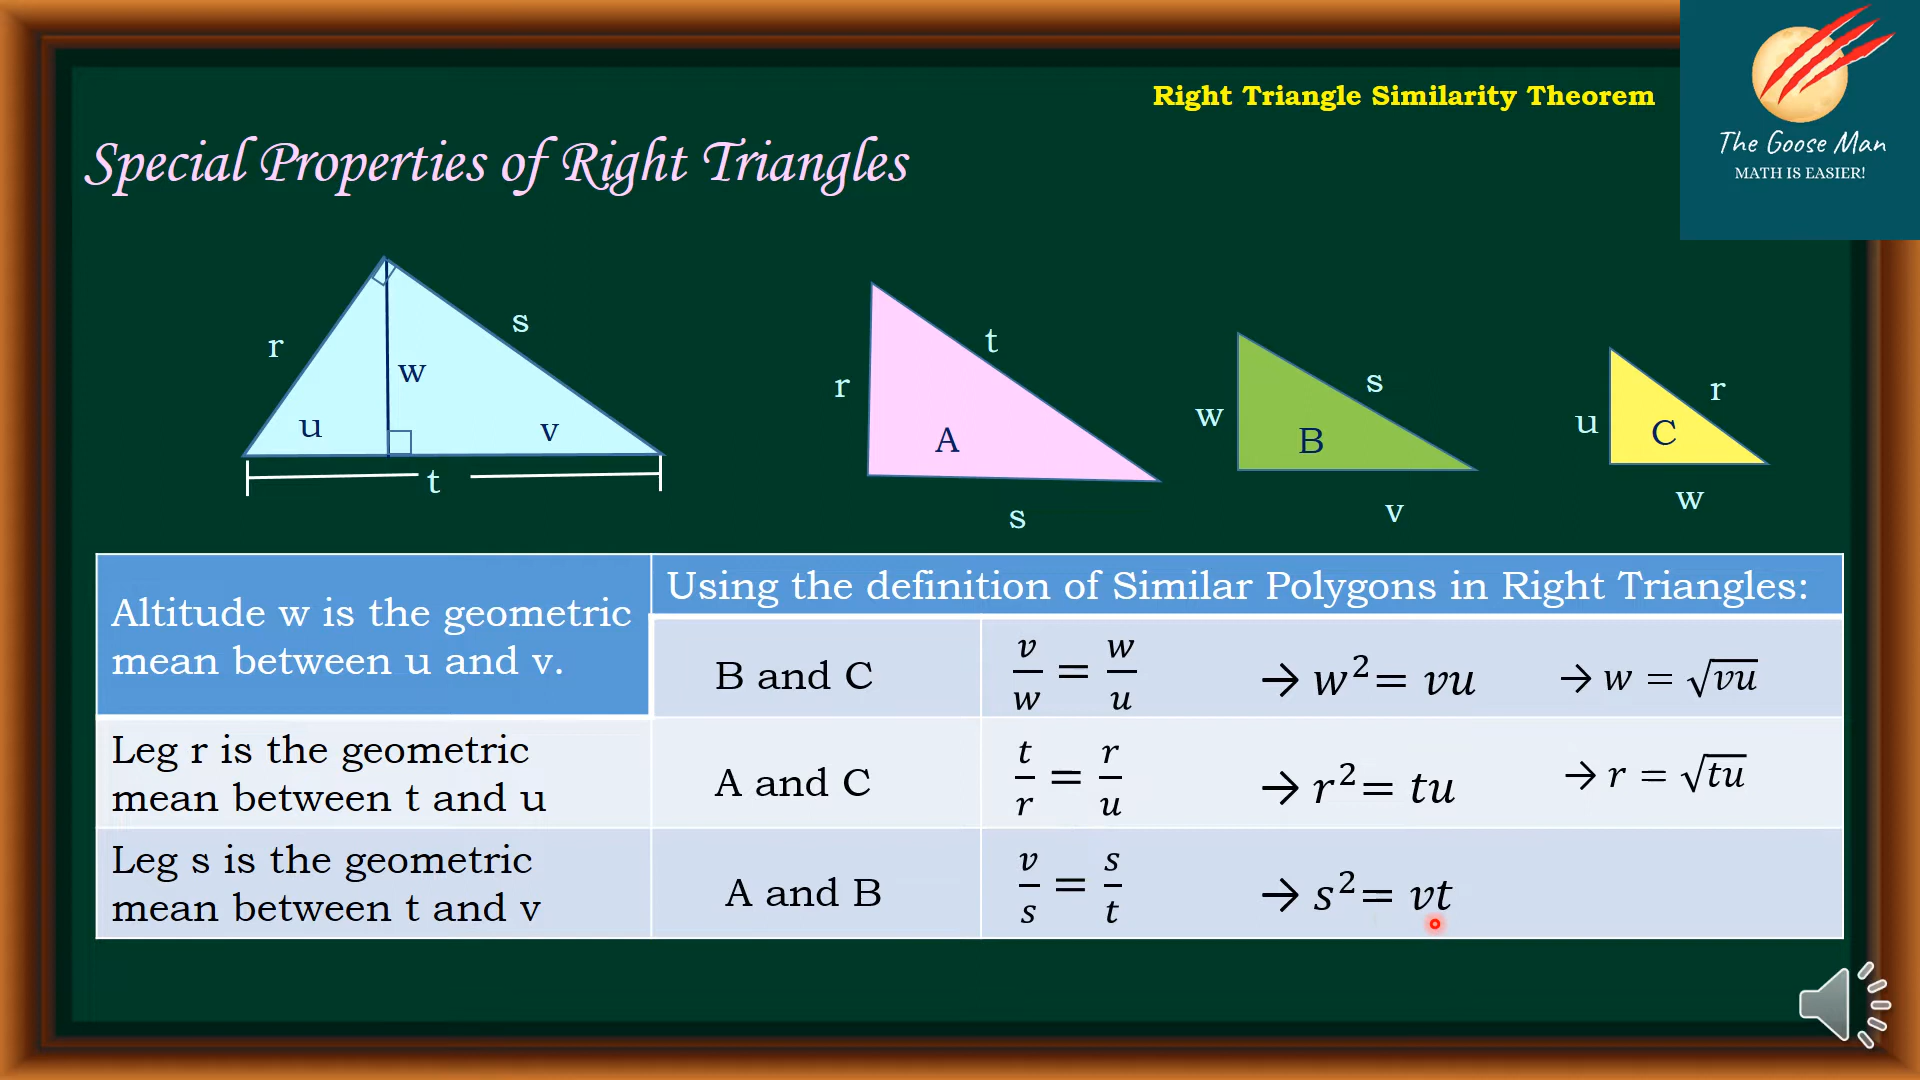 Right Triangle Similarity Theorem
The Goose Man
MATH IS EASIER!
Special Properties of Right Triangles
r
s
w
u
v
t
r
t
A
s
w
s
B
v
u
r
C
w
Altitude w is the geometric
mean between u and v.
Using the definition of Similar Polygons in Right Triangles:
B and C
v/w = w/u
→ w²= vu
→ w = √vu
Leg r is the geometric
mean between t and u
A and C
t/r = r/u
→ r²= tu
→ r = √tu
Leg s is the geometric
mean between t and v
A and B
v/s = s/t
→ s²= vt